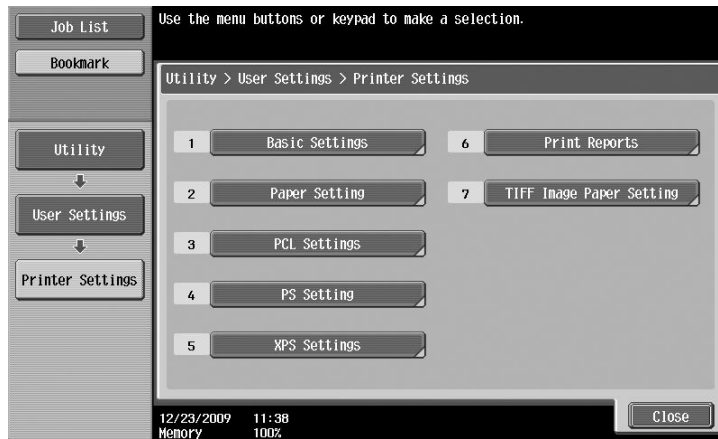 Job List
Bookmark
Use the menu buttons or keypad to make a selection.
Utility > User Settings > Printer Settings
Utility
User Settings
Printer Settings
1 Basic Settings
2 Paper Setting
3 PCL Settings
4 PS Setting
5 XPS Settings
6 Print Reports
7 TIFF Image Paper Setting
12/23/2009 11:38
Memory 100%
Close